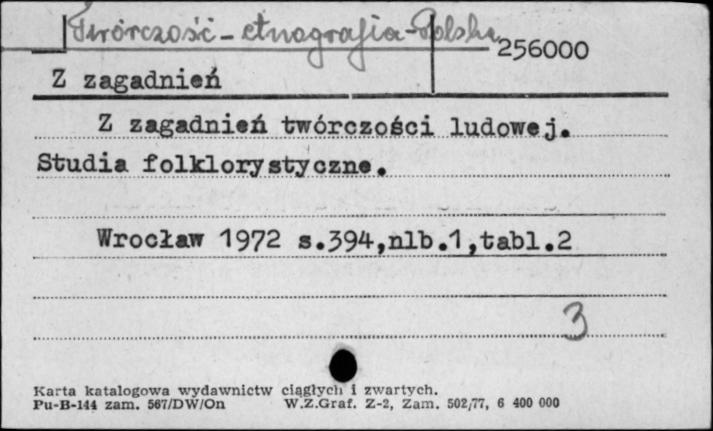 Twórczość - etnografia - Polska
256000
Z zagadnień
Z zagadnień twórczości ludowej.
Studia folklorystyczne.
Wrocław 1972 s.394,nlb.1,tabl.2
3
Karta katalogowa wydawnictw ciągłych i zwartych.
Pu-B-144 zam. 567/DW/On W.Z.Graf. Z-2, Zam. 502/77, 6 400 000